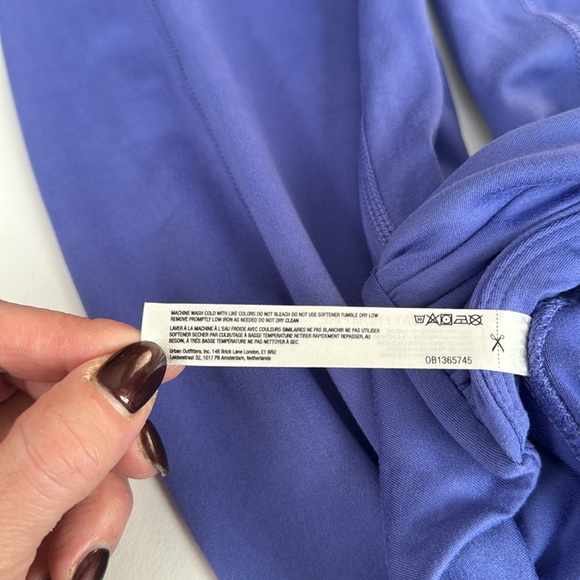 MACHINE WASH COLD WITH LIKE COLORS DO NOT BLEACH DO NOT USE SOFTENER TUMBLE DRY LOW
REMOVE PROMPTLY LOW IRON AS NEEDED DO NOT DRY CLEAN
LAVER À LA MACHINE À L'EAU FROIDE AVEC COULEURS SIMILAIRES NE PAS BLANCHIR NE PAS UTILISER
SOFTENER SÉCHER PAR CULBUTAGE À BASSE TEMPERATURE RETIRER RAPIDEMENT REPASSER, AU
BESOIN, À TRÈS BASSE TEMPÉRATURE NE PAS NETTOYER À SEC
Urban Outfitters, Inc. 14B Brick Lane London, E1 6RU
Leidsestraat 32, 1017 PB Amsterdam, Netherlands
OB1365745